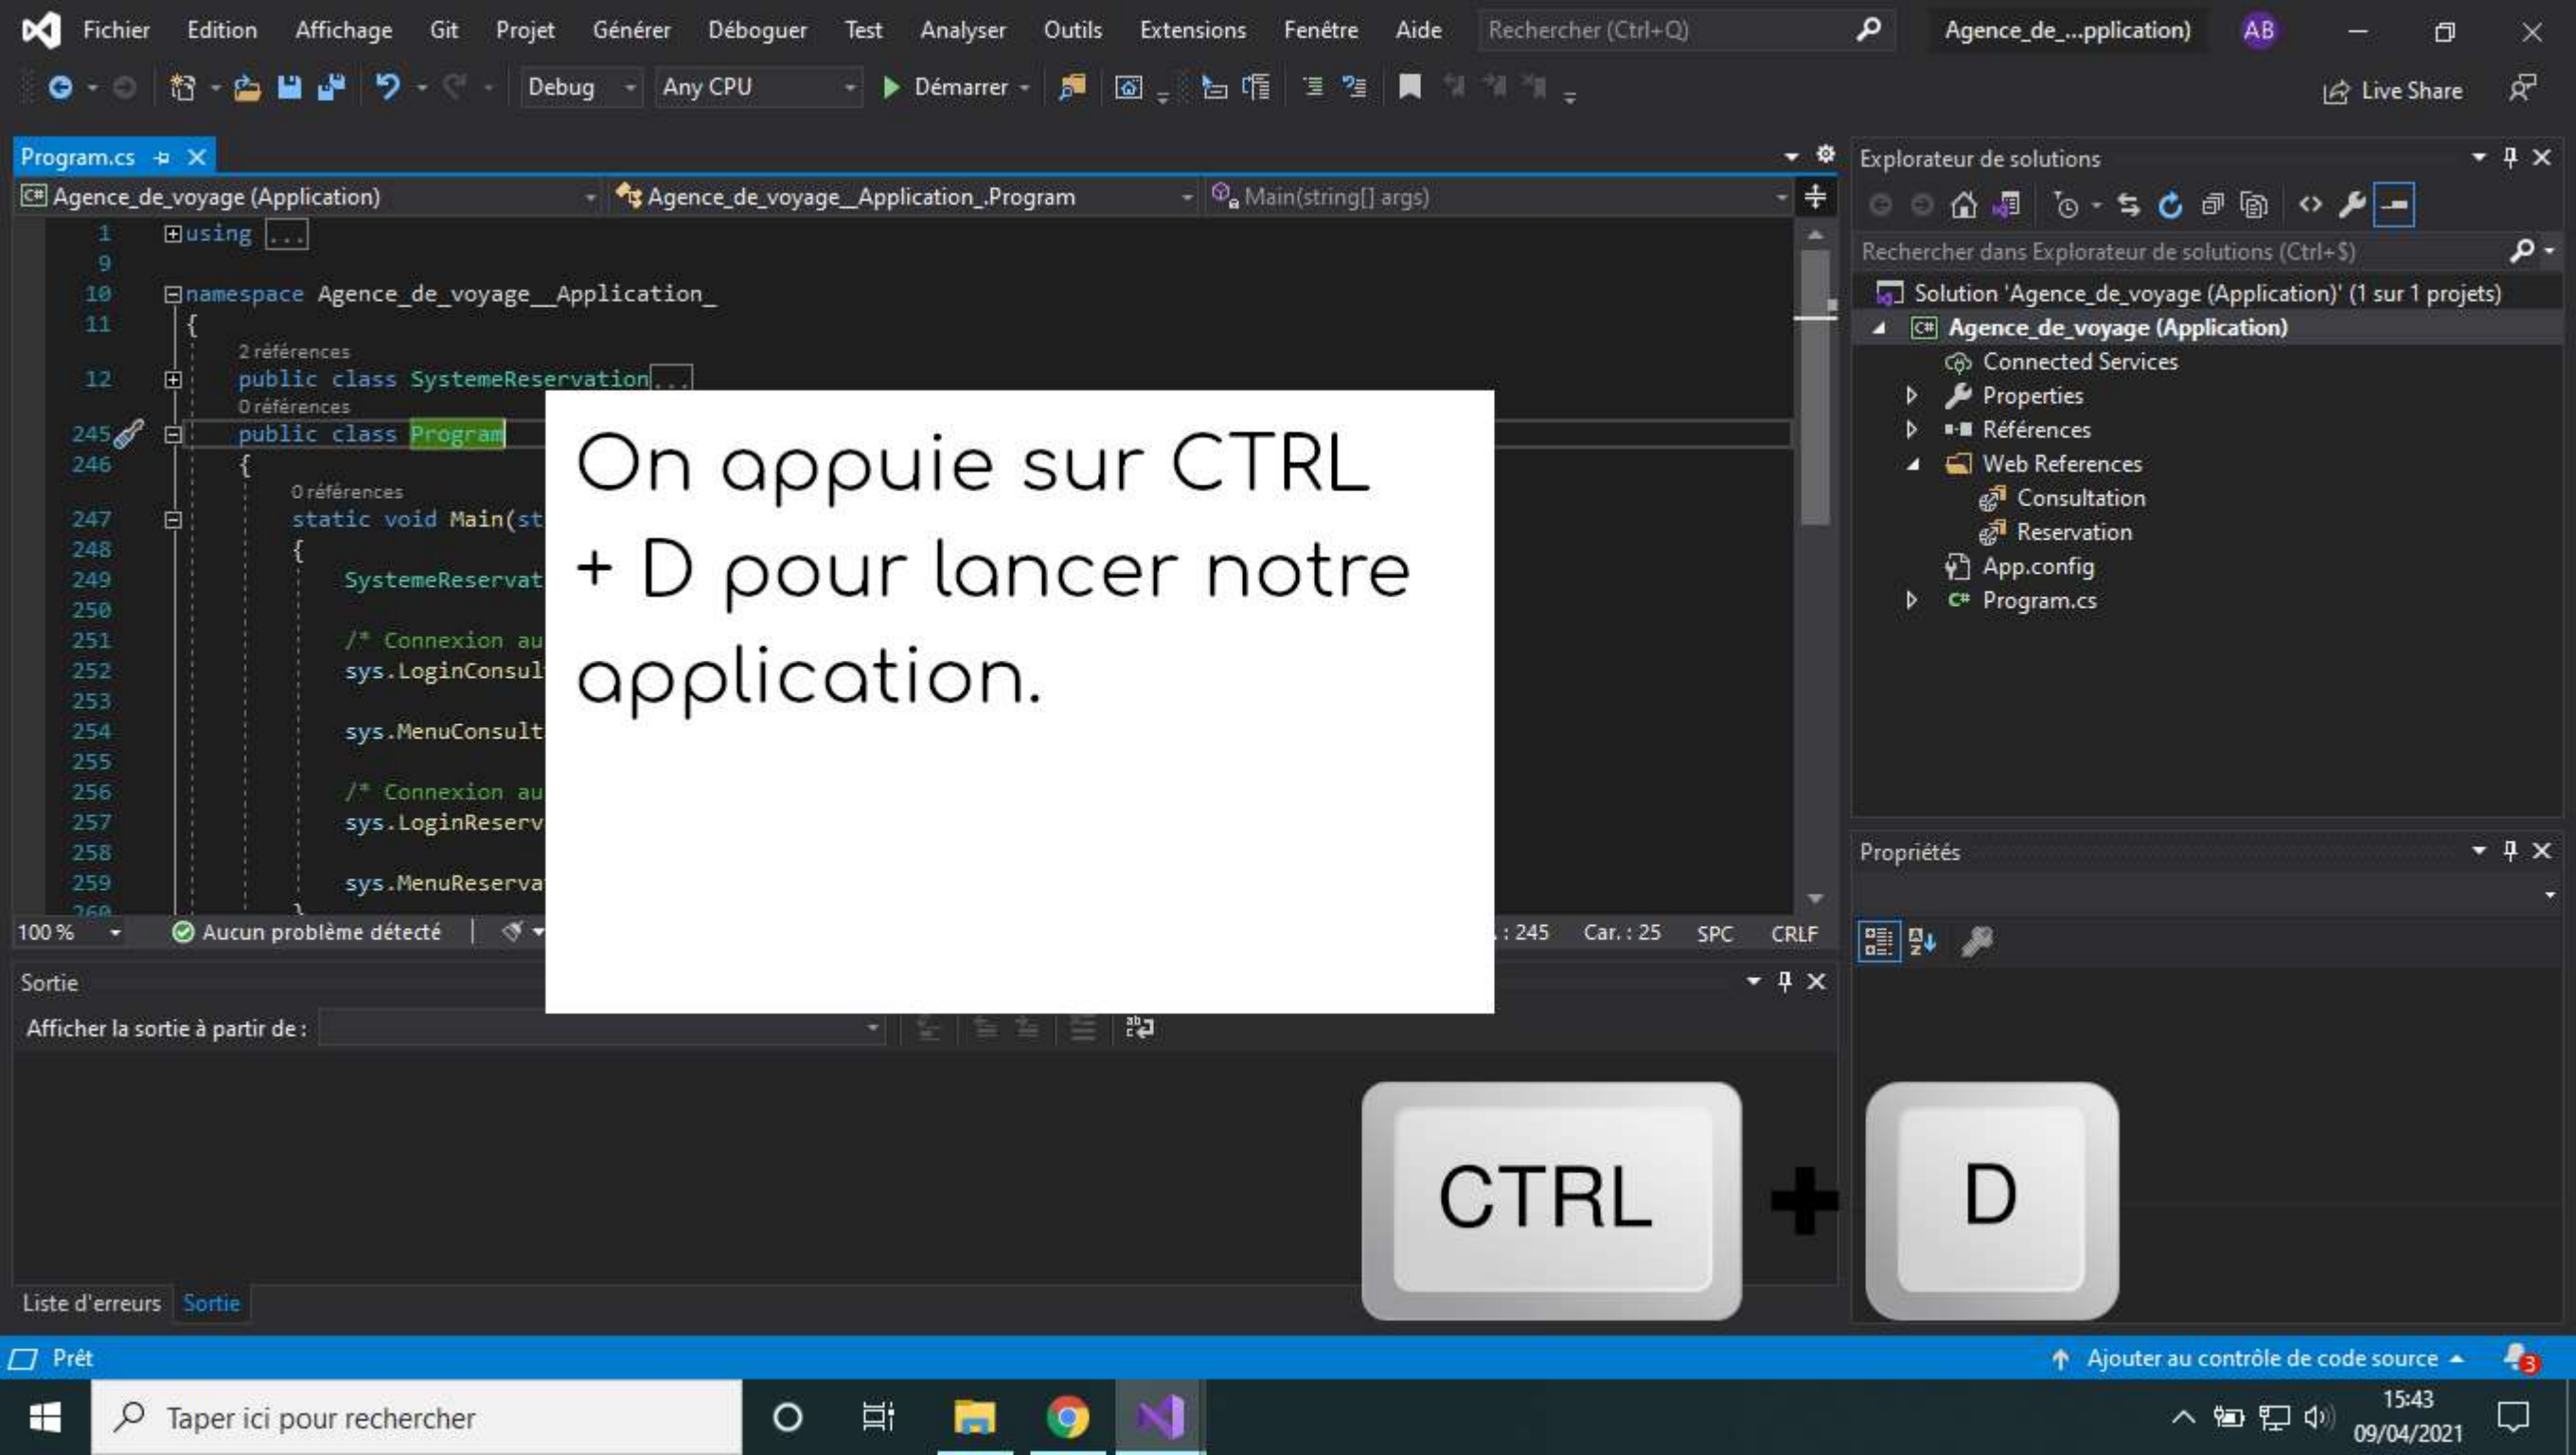 Fichier Edition Affichage Git Projet Générer Déboguer Test Analyser Outils Extensions Fenêtre Aide Rechercher (Ctrl+Q) Agence_de_...pplication) AB
Debug Any CPU Démarrer Live Share
Program.cs
Agence_de_voyage (Application) Agence_de_voyage__Application_.Program Main(string[] args)
1 using ...
9
10 namespace Agence_de_voyage__Application_
11 {
2 références
12 public class SystemeReservation...
0 références
245 public class Program
246 {
0 références
247 static void Main(st
248 {
249 SystemeReservat
250
251 /* Connexion au
252 sys.LoginConsul
253
254 sys.MenuConsult
255
256 /* Connexion au
257 sys.LoginReserv
258
259 sys.MenuReserva
260 }
100 % Aucun problème détecté : 245 Car. : 25 SPC CRLF
On appuie sur CTRL
+ D pour lancer notre
application.
Sortie
Afficher la sortie à partir de :
Liste d'erreurs Sortie
Explorateur de solutions
Rechercher dans Explorateur de solutions (Ctrl+$)
Solution 'Agence_de_voyage (Application)' (1 sur 1 projets)
C# Agence_de_voyage (Application)
Connected Services
Properties
Références
Web References
Consultation
Reservation
App.config
C# Program.cs
Propriétés
CTRL + D
Prêt Ajouter au contrôle de code source 3
Taper ici pour rechercher
15:43
09/04/2021